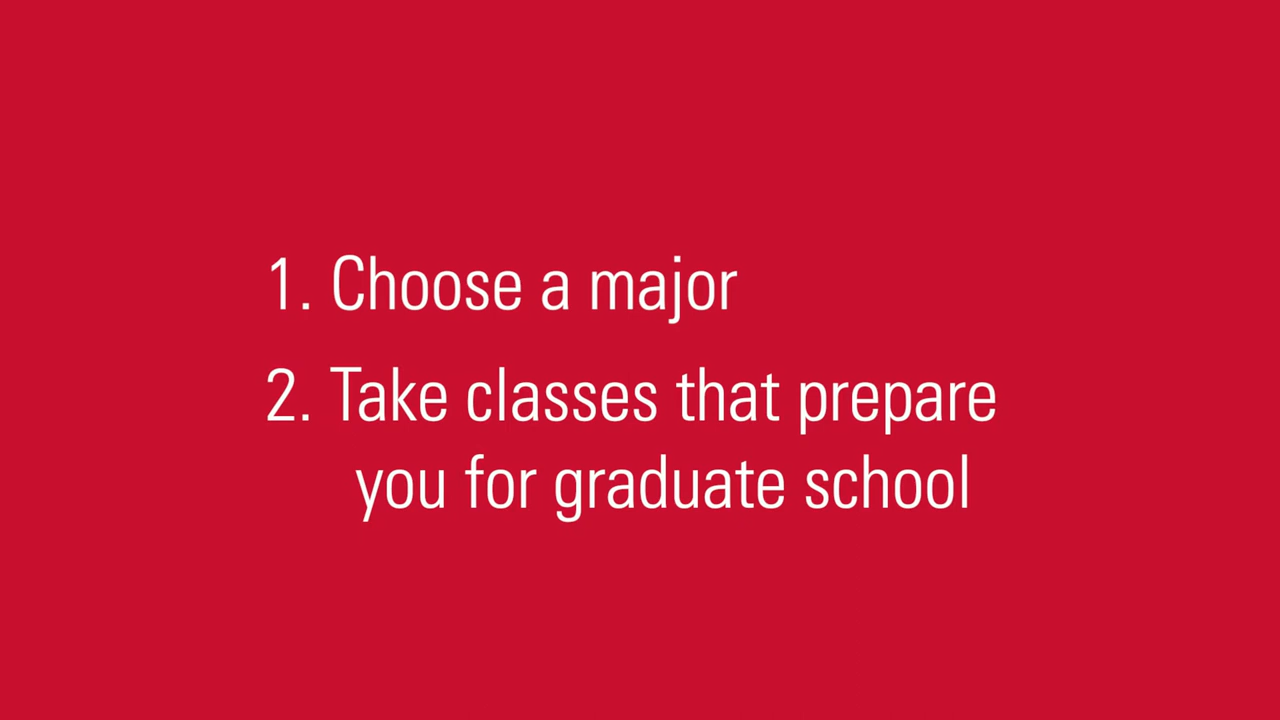 1. Choose a major
2. Take classes that prepare
you for graduate school